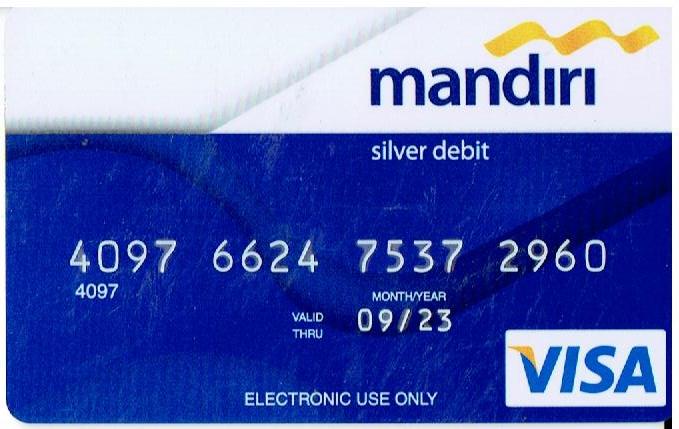 mandiri
silver debit
4097 6624 7537 2960
4097
MONTH/YEAR
VALID THRU 09/23
VISA
ELECTRONIC USE ONLY